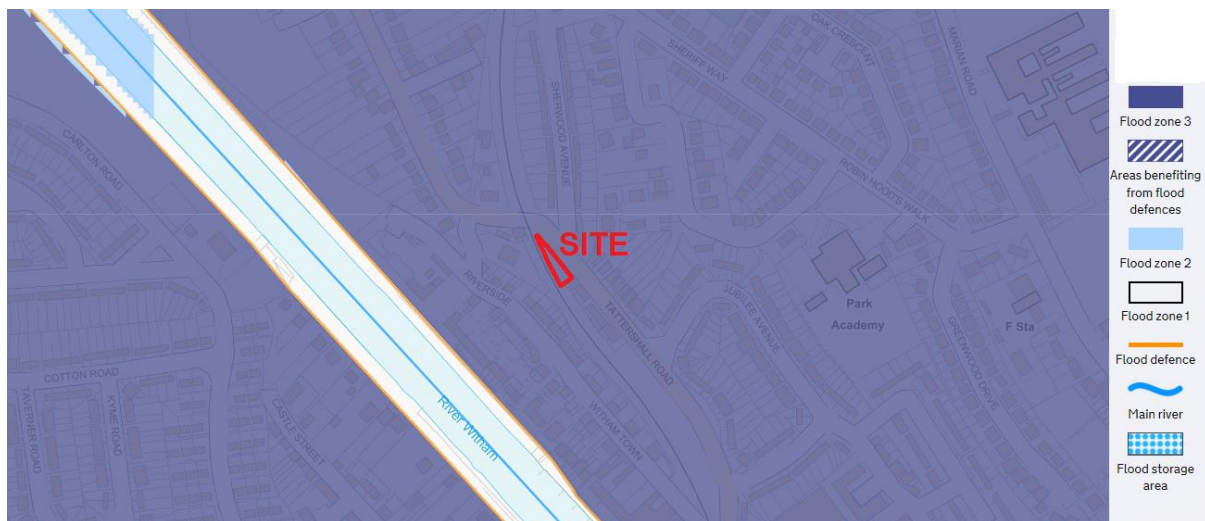 OAK CRESCENT
MARIAN ROAD
SHERIFF WAY
SHERWOOD AVENUE
CARLTON ROAD
ROBIN HOOD'S WALK
SITE
RIVERSIDE
TATTERSHALL ROAD
JUBILEE AVENUE
Park
Academy
F Sta
GREENWOOD DRIVE
COTTON ROAD
TAVERNER ROAD
KYME ROAD
CASTLE STREET
River Witham
WITHAM TOWN
Flood zone 3
Areas benefiting
from flood
defences
Flood zone 2
Flood zone 1
Flood defence
Main river
Flood storage
area